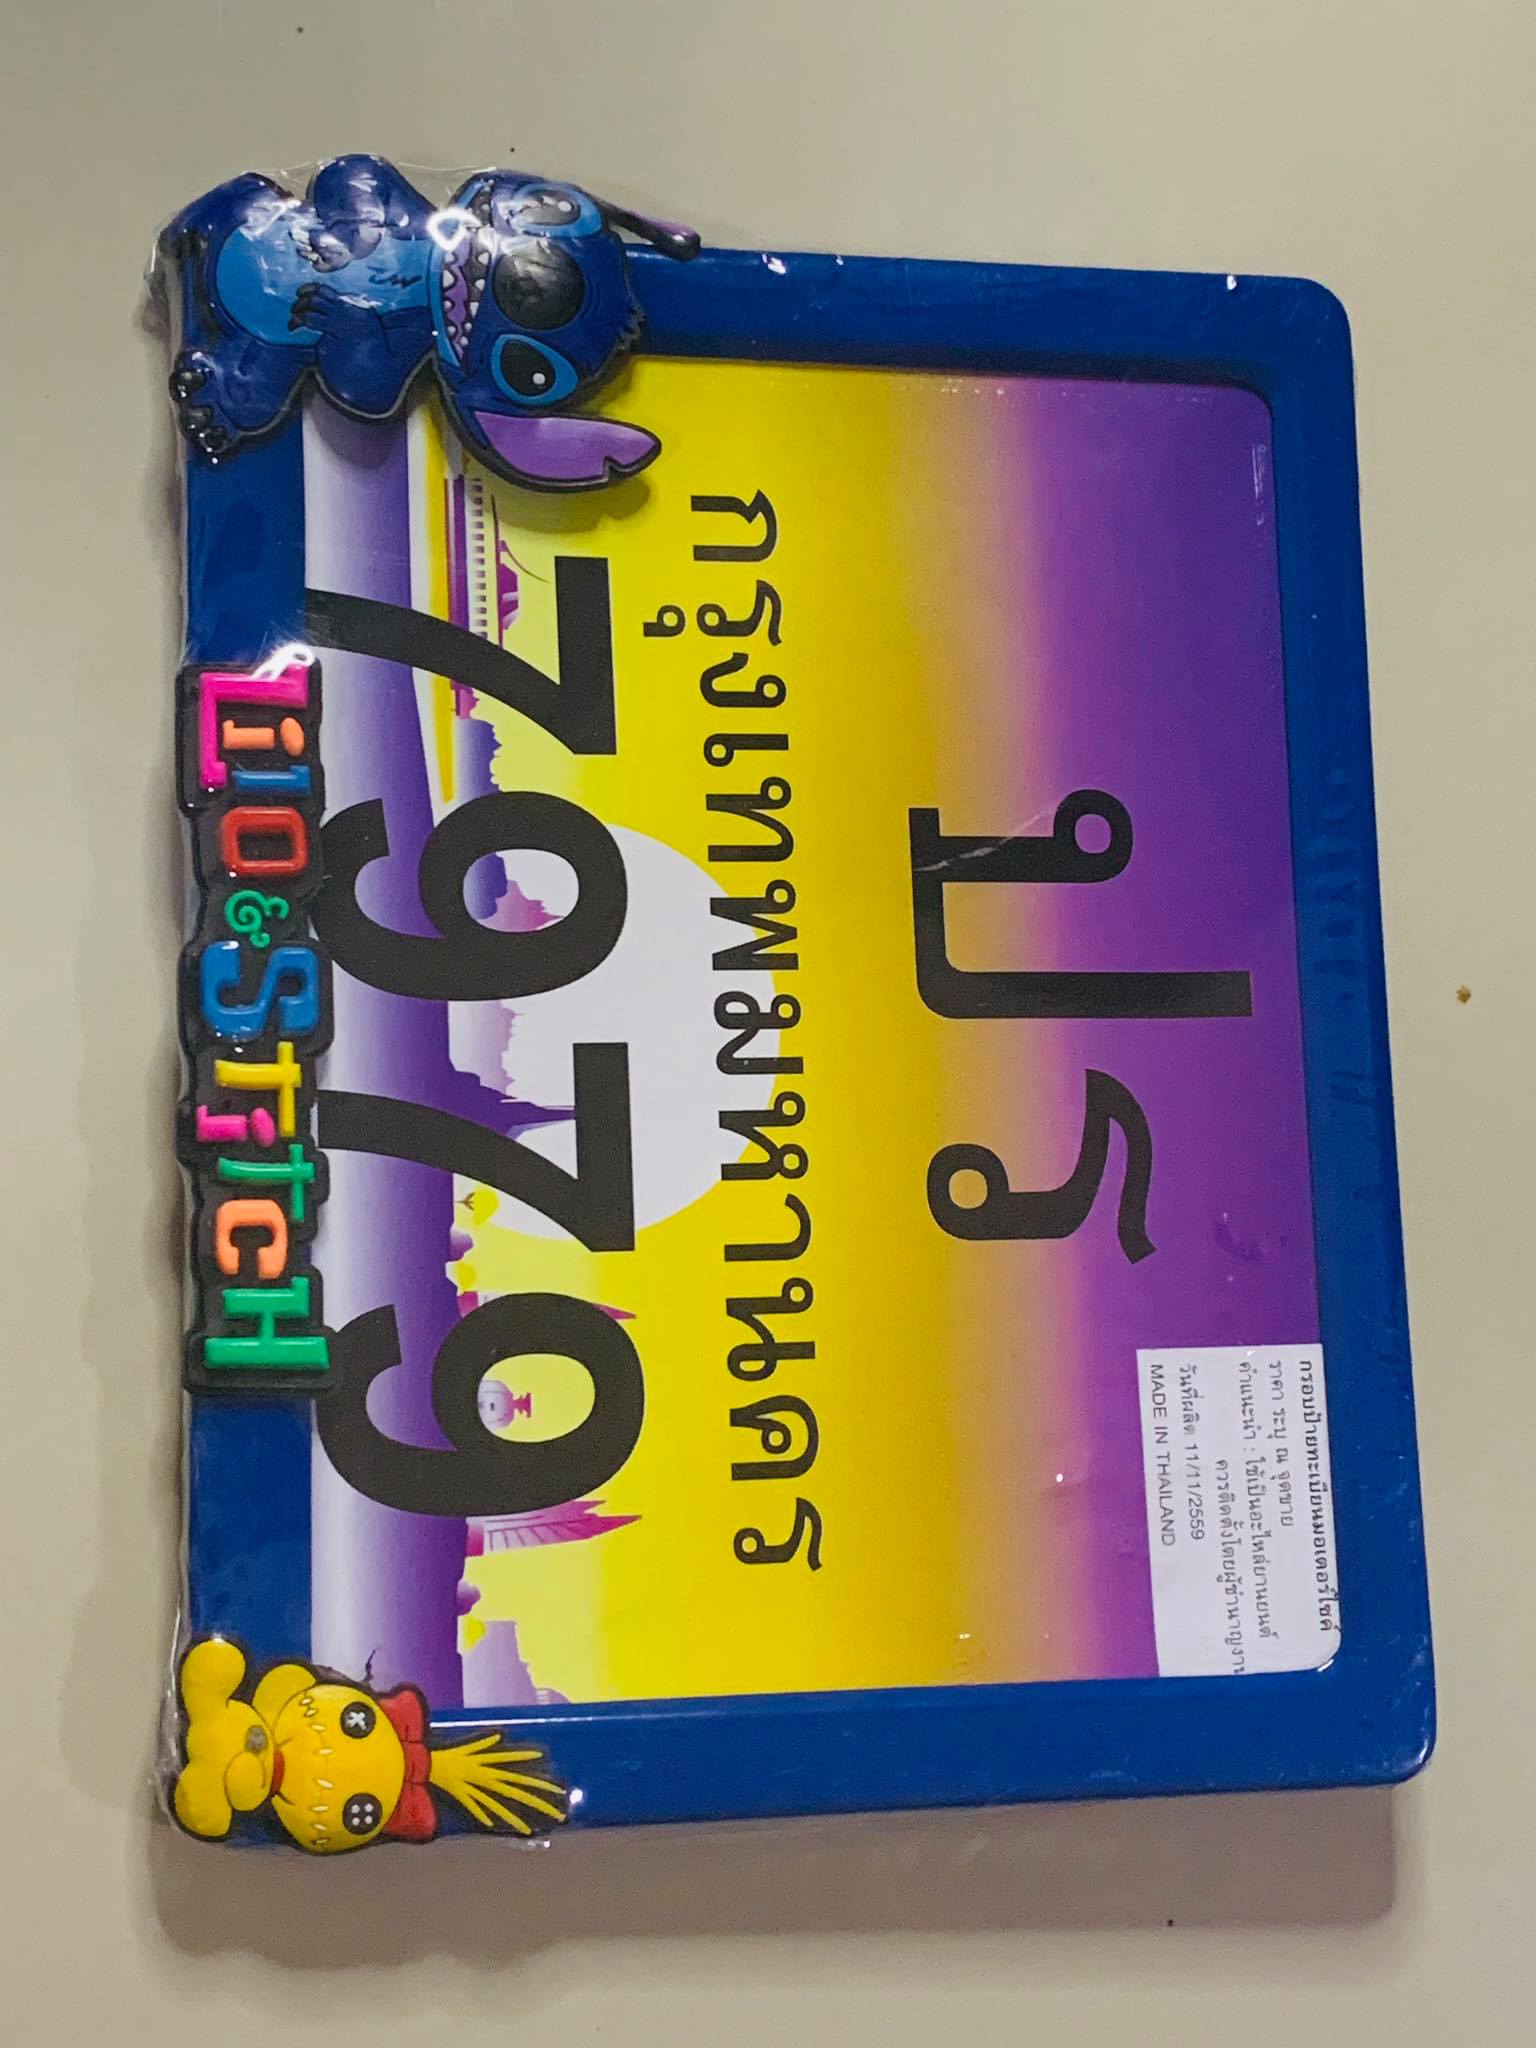 กรอบป้ายทะเบียนมอเตอร์ไซค์
ราคา ระบุ ณ จุดขาย
คำแนะนำ : ใช้เป็นอะไหล่ยานยนต์
ควรติดตั้งโดยผู้ชำนาญงาน
วันที่ผลิต 11/11/2559
MADE IN THAILAND
ปร
กรุงเทพมหานคร
7979
Lilo & Stitch